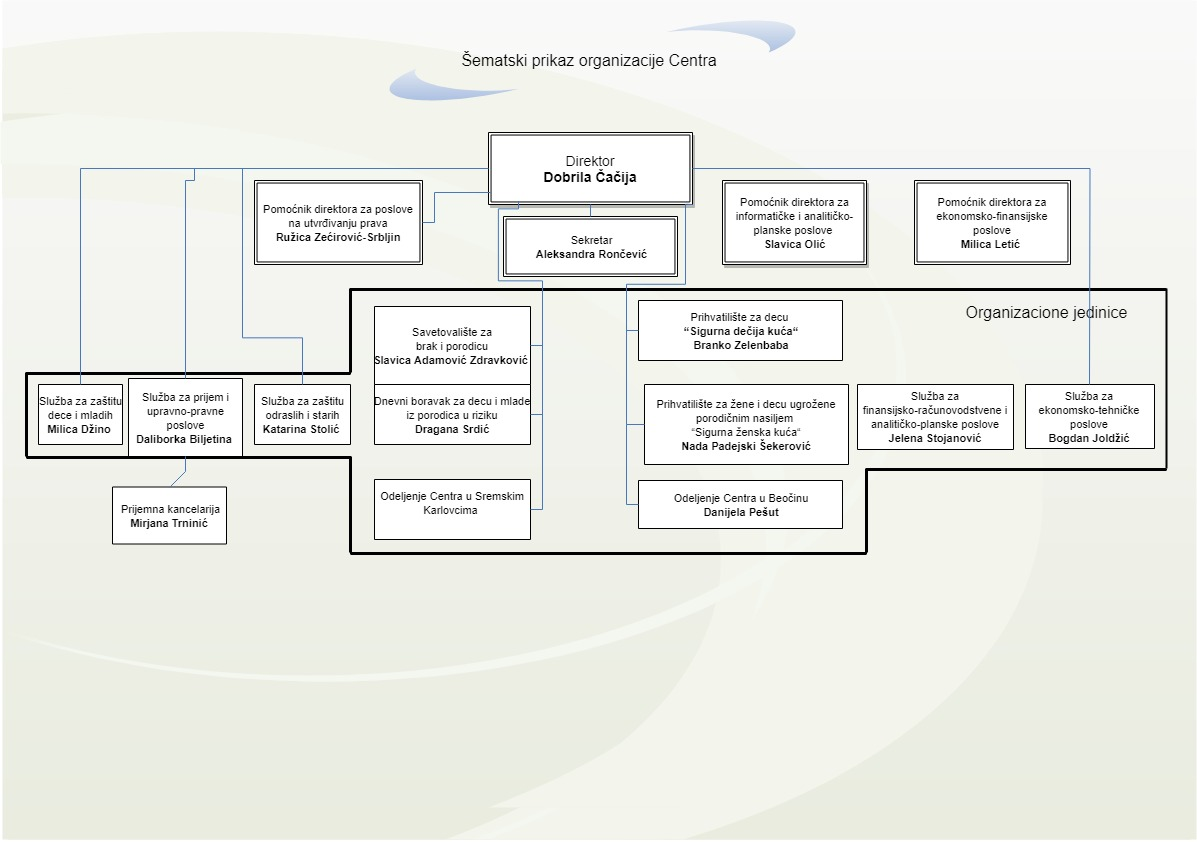 Šematski prikaz organizacije Centra
Direktor
Dobrila Čačija
Pomoćnik direktora za poslove
na utvrđivanju prava
Ružica Zećirović-Srbljin
Sekretar
Aleksandra Rončević
Pomoćnik direktora za
informatičke i analitičko-
planske poslove
Slavica Olić
Pomoćnik direktora za
ekonomsko-finansijske
poslove
Milica Letić
Organizacione jedinice
Služba za zaštitu
dece i mladih
Milica Džino
Služba za prijem i
upravno-pravne
poslove
Daliborka Biljetina
Služba za zaštitu
odraslih i starih
Katarina Stolić
Savetovalište za
brak i porodicu
Slavica Adamović Zdravković
Dnevni boravak za decu i mlade
iz porodica u riziku
Dragana Srdić
Odeljenje Centra u Sremskim
Karlovcima
Prihvatilište za decu
“Sigurna dečija kuća“
Branko Zelenbaba
Prihvatilište za žene i decu ugrožene
porodičnim nasiljem
“Sigurna ženska kuća“
Nada Padejski Šekerović
Odeljenje Centra u Beočinu
Danijela Pešut
Služba za
finansijsko-računovodstvene i
analitičko-planske poslove
Jelena Stojanović
Služba za
ekonomsko-tehničke
poslove
Bogdan Joldžić
Prijemna kancelarija
Mirjana Trninić